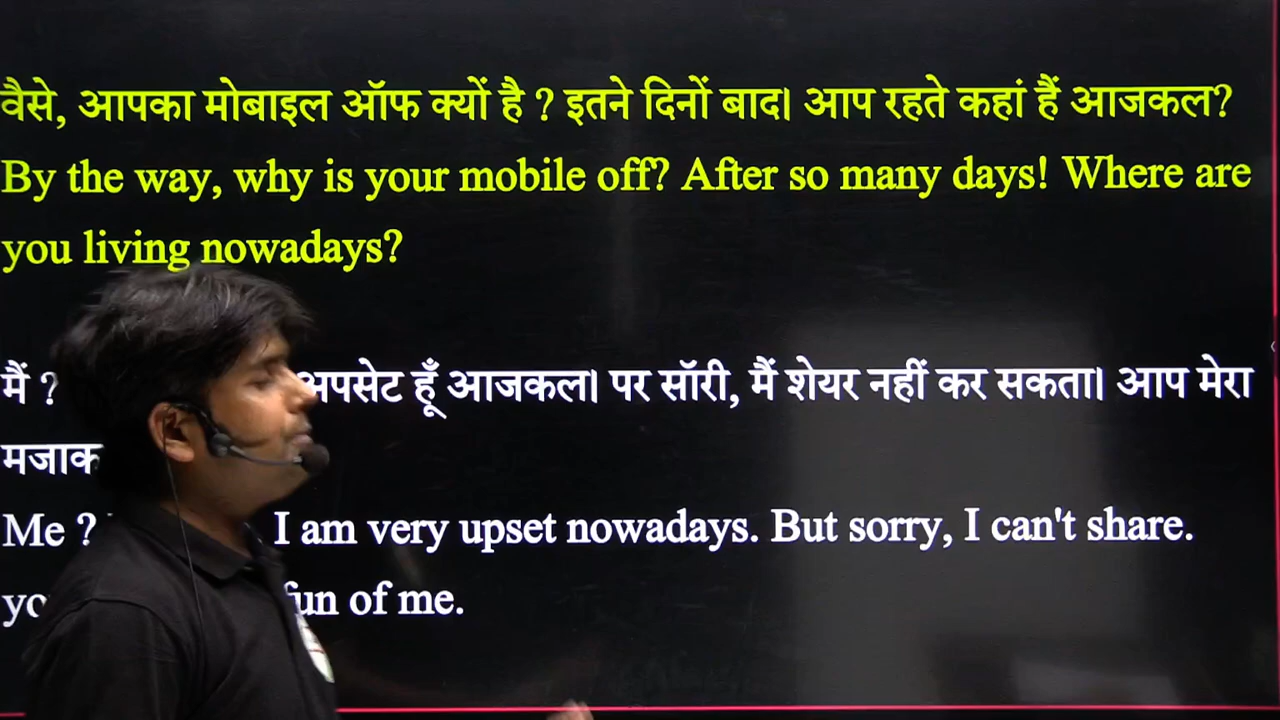 वैसे, आपका मोबाइल ऑफ क्यों है ? इतने दिनों बाद। आप रहते कहां हैं आजकल?
By the way, why is your mobile off? After so many days! Where are
you living nowadays?
मैं ? अपसेट हूँ आजकल। पर सॉरी, मैं शेयर नहीं कर सकता। आप मेरा
मजाक
Me ? I am very upset nowadays. But sorry, I can't share.
fun of me.